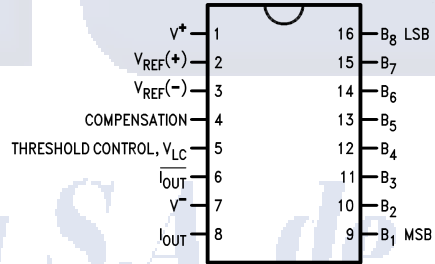 V+ 1 16 B8 LSB
VREF(+) 2 15 B7
VREF(−) 3 14 B6
COMPENSATION 4 13 B5
THRESHOLD CONTROL, VLC 5 12 B4
I̅O̅U̅T̅ 6 11 B3
V− 7 10 B2
IOUT 8 9 B1 MSB